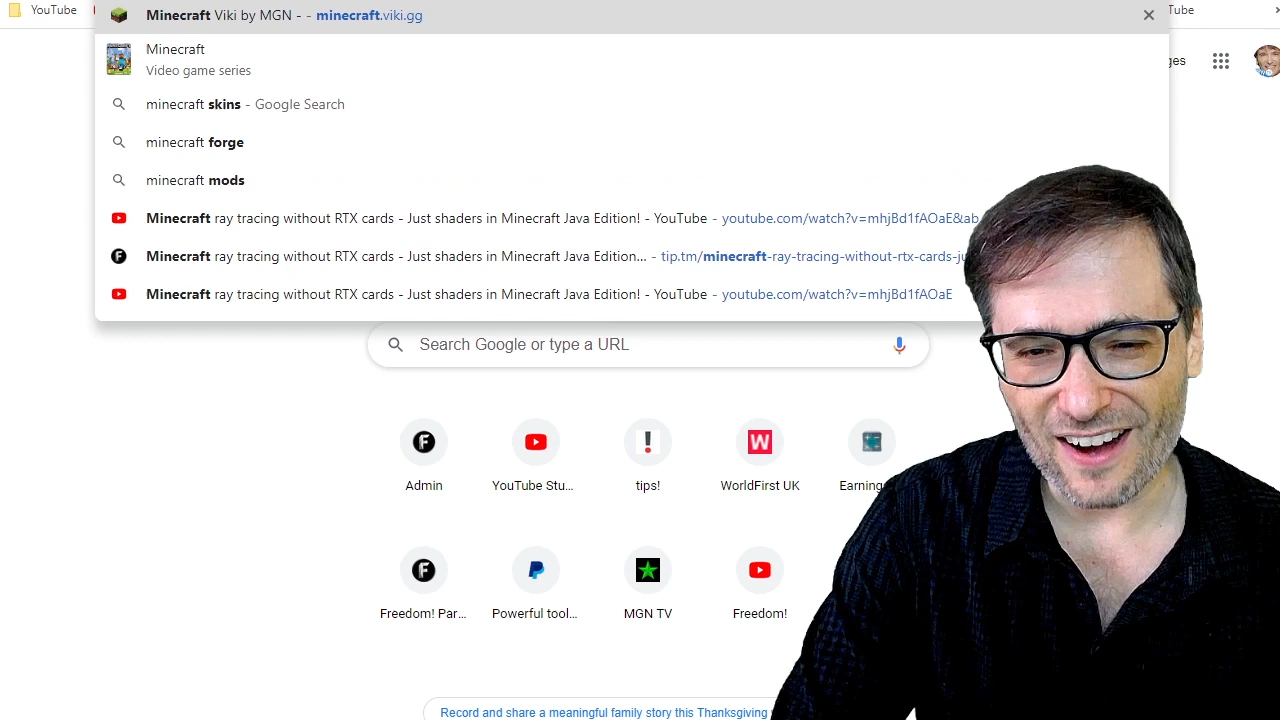 YouTube
Tube
Minecraft Viki by MGN - - minecraft.viki.gg
Minecraft
Video game series
ges
minecraft skins - Google Search
minecraft forge
minecraft mods
Minecraft ray tracing without RTX cards - Just shaders in Minecraft Java Edition! - YouTube - youtube.com/watch?v=mhjBd1fAOaE&ab
Minecraft ray tracing without RTX cards - Just shaders in Minecraft Java Edition... - tip.tm/minecraft-ray-tracing-without-rtx-cards-ju
Minecraft ray tracing without RTX cards - Just shaders in Minecraft Java Edition! - YouTube - youtube.com/watch?v=mhjBd1fAOaE
Search Google or type a URL
Admin
YouTube Stu...
tips!
WorldFirst UK
Earning
Freedom! Par...
Powerful tool...
MGN TV
Freedom!
Record and share a meaningful family story this Thanksgiving